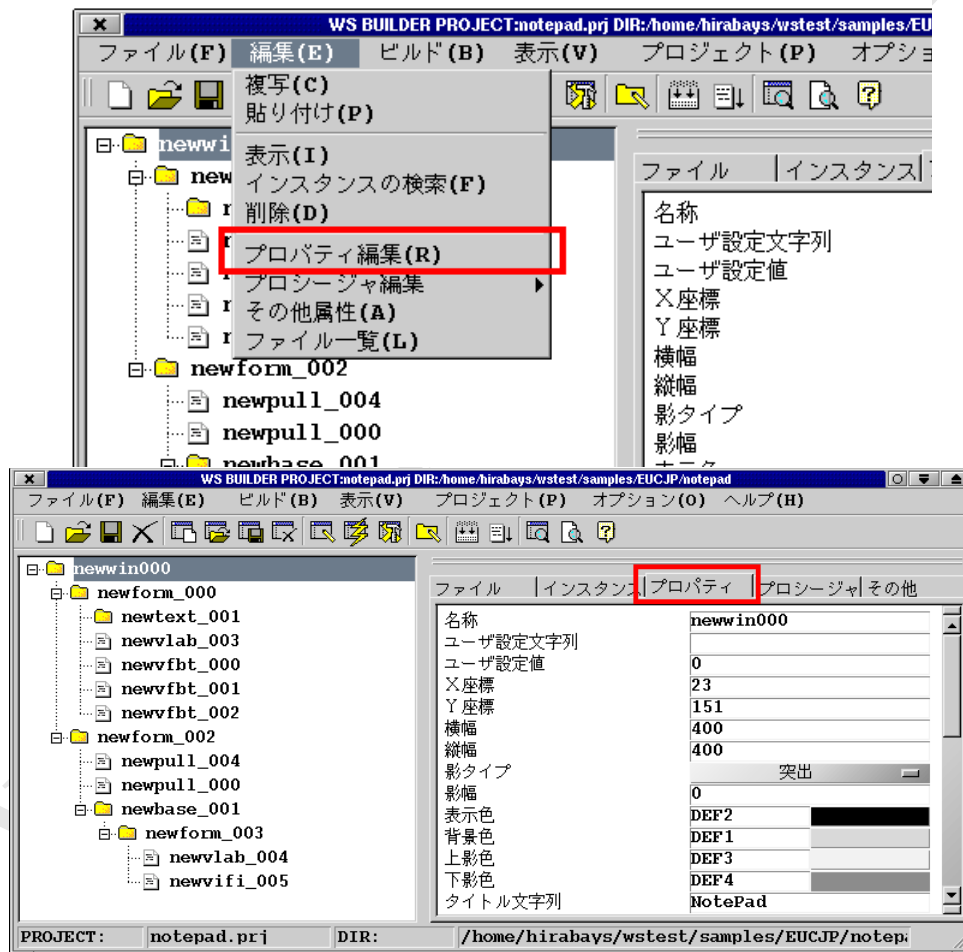 WS BUILDER PROJECT:notepad.prj DIR:/home/hirabays/wstest/samples/EU
ファイル(F) 編集(E) ビルド(B) 表示(V) プロジェクト(P) オプショ
複写(C)
貼り付け(P)
表示(I)
インスタンスの検索(F)
削除(D)
プロパティ編集(R)
プロシージャ編集
その他属性(A)
ファイル一覧(L)
newwi
new
newform_002
newpull_004
newpull_000
newbase_001
ファイル インスタンス
名称
ユーザ設定文字列
ユーザ設定値
X座標
Y座標
横幅
縦幅
影タイプ
影幅
WS BUILDER PROJECT:notepad.prj DIR:/home/hirabays/wstest/samples/EUCJP/notepad
ファイル(F) 編集(E) ビルド(B) 表示(V) プロジェクト(P) オプション(O) ヘルプ(H)
newwin000
newform_000
newtext_001
newvlab_003
newvfbt_000
newvfbt_001
newvfbt_002
newform_002
newpull_004
newpull_000
newbase_001
newform_003
newvlab_004
newvifi_005
ファイル インスタンス プロパティ プロシージャ その他
名称 newwin000
ユーザ設定文字列
ユーザ設定値 0
X座標 23
Y座標 151
横幅 400
縦幅 400
影タイプ 突出
影幅 0
表示色 DEF2
背景色 DEF1
上影色 DEF3
下影色 DEF4
タイトル文字列 NotePad
PROJECT: notepad.prj DIR: /home/hirabays/wstest/samples/EUCJP/notepa